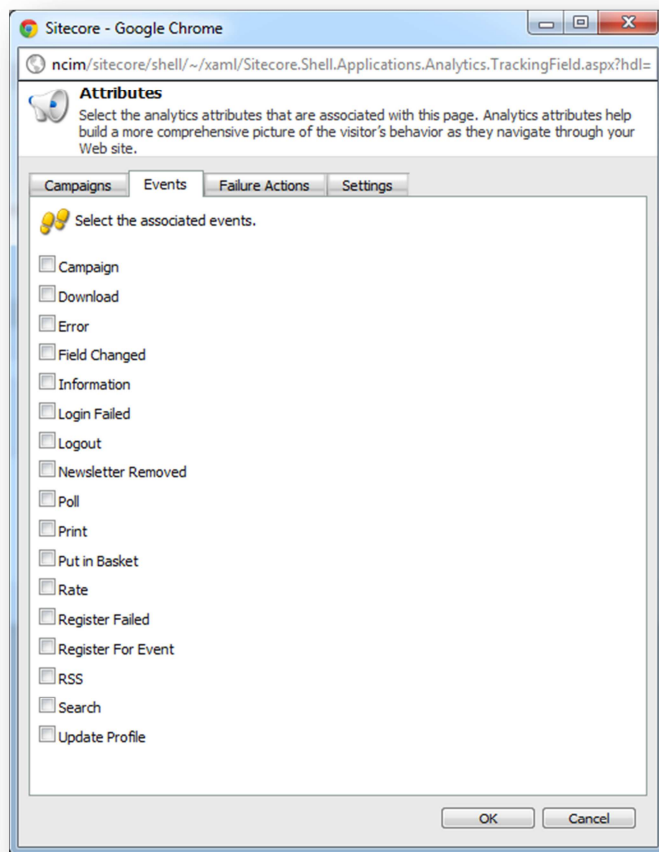 Sitecore - Google Chrome
ncim/sitecore/shell/~/xaml/Sitecore.Shell.Applications.Analytics.TrackingField.aspx?hdl=
Attributes
Select the analytics attributes that are associated with this page. Analytics attributes help
build a more comprehensive picture of the visitor's behavior as they navigate through your
Web site.
Campaigns Events Failure Actions Settings
Select the associated events.
Campaign
Download
Error
Field Changed
Information
Login Failed
Logout
Newsletter Removed
Poll
Print
Put in Basket
Rate
Register Failed
Register For Event
RSS
Search
Update Profile
OK Cancel